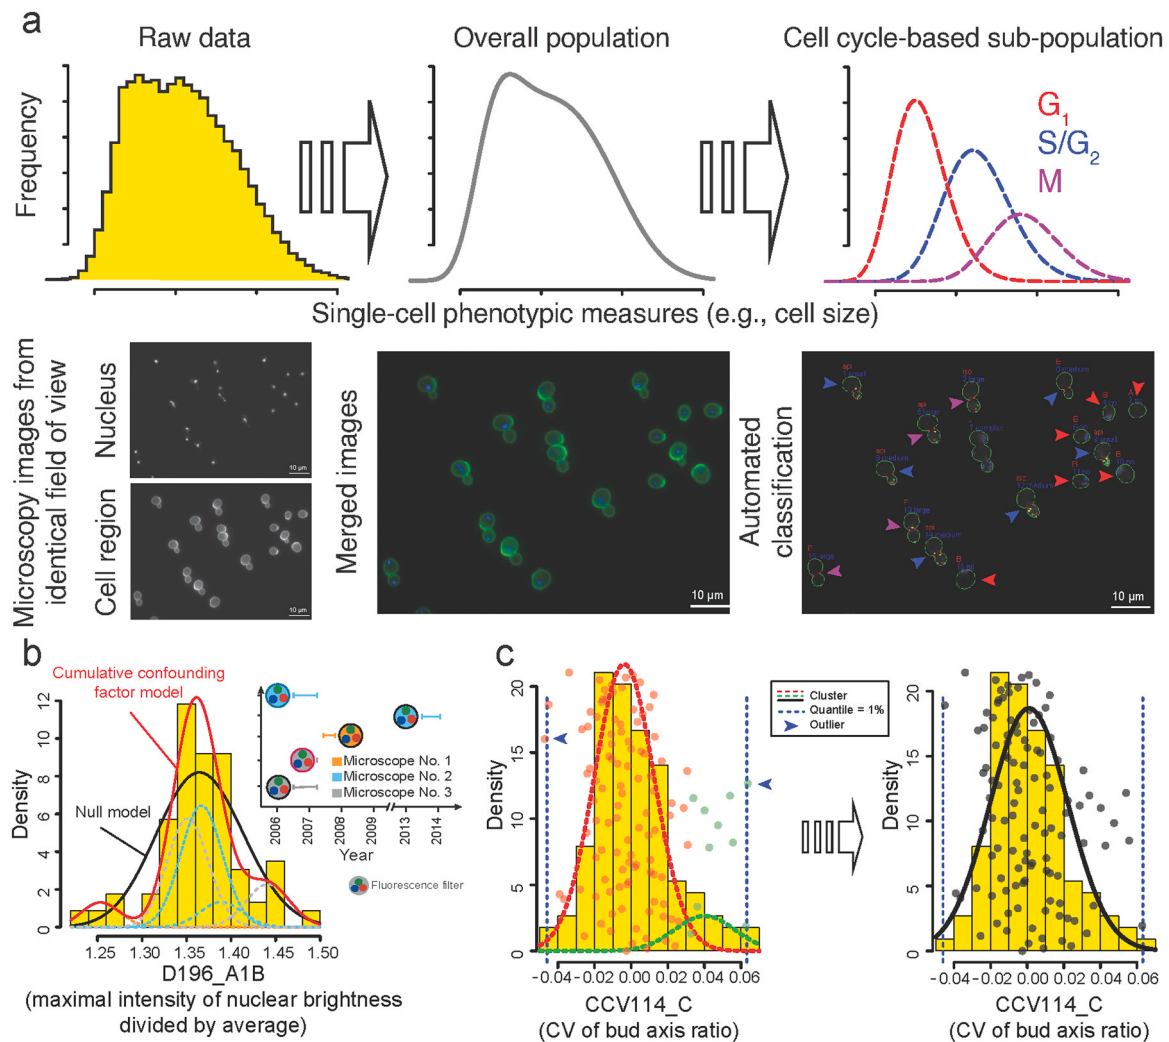 a
Raw data
Overall population
Cell cycle-based sub-population
Frequency
G1
S/G2
M
Single-cell phenotypic measures (e.g., cell size)
Microscopy images from
identical field of view
Nucleus
10 µm
Cell region
10 µm
Merged images
10 µm
Automated
classification
10 µm
b
Cumulative confounding
factor model
Null model
Density
0
2
4
6
8
10
12
1.25
1.30
1.35
1.40
1.45
1.50
D196_A1B
(maximal intensity of nuclear brightness
divided by average)
Microscope No. 1
Microscope No. 2
Microscope No. 3
2006
2007
2008
2009
2013
2014
Year
Fluorescence filter
c
Density
0
5
10
15
20
−0.04
−0.02
0.00
0.02
0.04
0.06
CCV114_C
(CV of bud axis ratio)
Cluster
Quantile = 1%
Outlier
Density
0
5
10
15
20
−0.04
−0.02
0.00
0.02
0.04
0.06
CCV114_C
(CV of bud axis ratio)